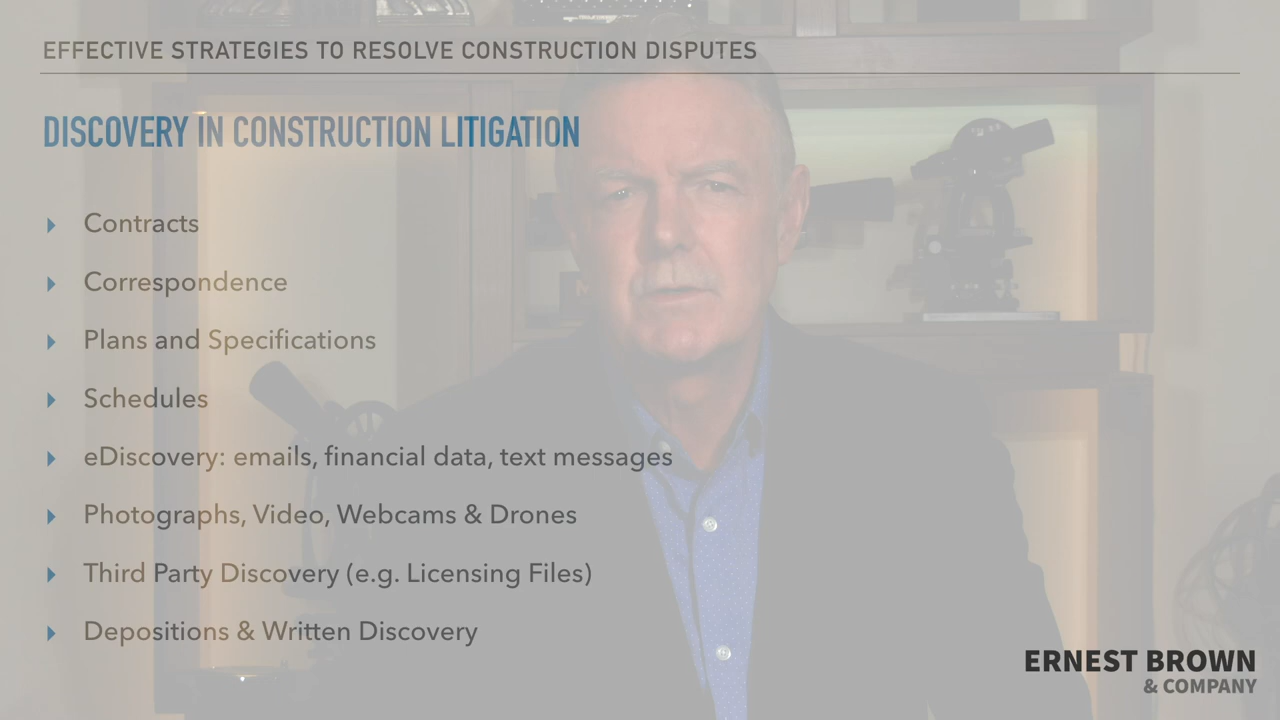 EFFECTIVE STRATEGIES TO RESOLVE CONSTRUCTION DISPUTES
DISCOVERY IN CONSTRUCTION LITIGATION
Contracts
Correspondence
Plans and Specifications
Schedules
eDiscovery: emails, financial data, text messages
Photographs, Video, Webcams & Drones
Third Party Discovery (e.g. Licensing Files)
Depositions & Written Discovery
ERNEST BROWN
& COMPANY